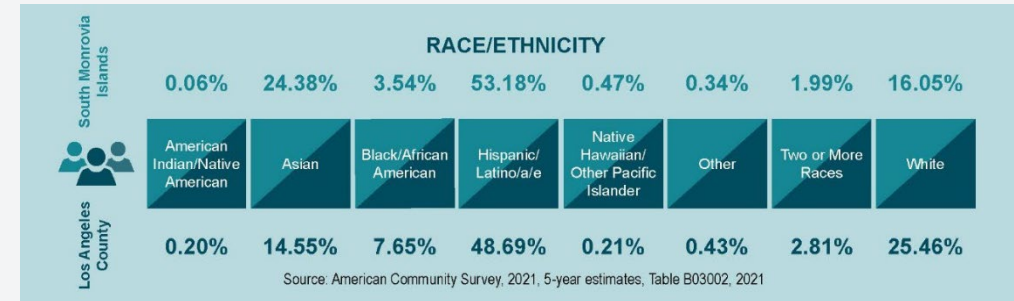 RACE/ETHNICITY
South Monrovia
Islands
0.06% 24.38% 3.54% 53.18% 0.47% 0.34% 1.99% 16.05%
American
Indian/Native
American
Asian
Black/African
American
Hispanic/
Latino/a/e
Native
Hawaiian/
Other Pacific
Islander
Other
Two or More
Races
White
Los Angeles
County
0.20% 14.55% 7.65% 48.69% 0.21% 0.43% 2.81% 25.46%
Source: American Community Survey, 2021, 5-year estimates, Table B03002, 2021